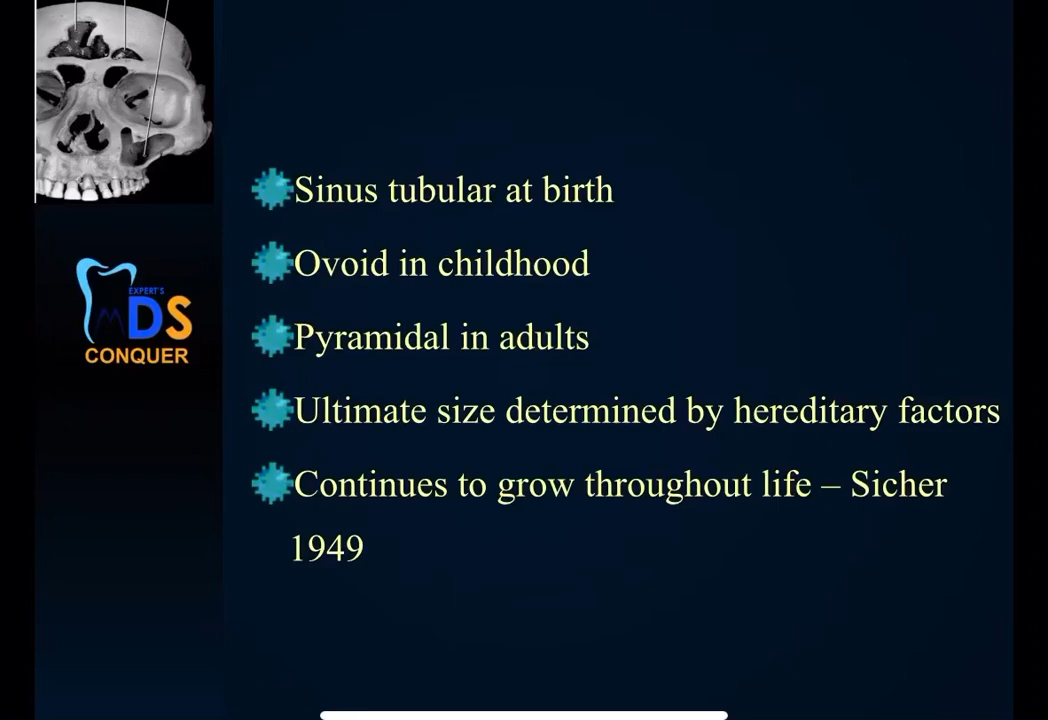 EXPERT'S
MDS
CONQUER
Sinus tubular at birth
Ovoid in childhood
Pyramidal in adults
Ultimate size determined by hereditary factors
Continues to grow throughout life – Sicher
1949